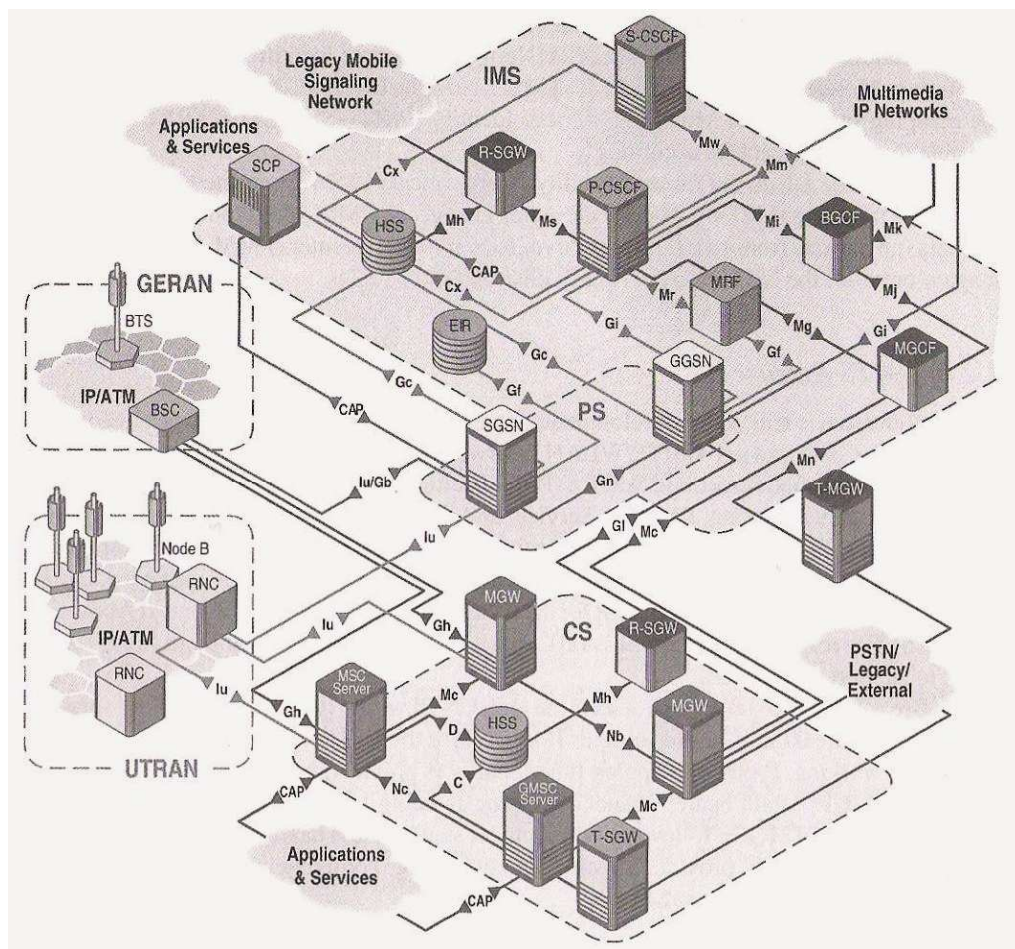 S-CSCF
IMS
Legacy Mobile
Signaling
Network
Multimedia
IP Networks
Applications
& Services
SCP
R-SGW
Mw
Mm
Cx
P-CSCF
HSS
Mh
Ms
Mi
BGCF
Mk
CAP
Cx
Mr
MRF
Mj
GERAN
BTS
EIR
Gi
Mg
Gi
Gf
MGCF
IP/ATM
BSC
Gc
Gc
GGSN
Gf
CAP
PS
SGSN
Mn
Iu/Gb
Gn
T-MGW
Iu
GI
Mc
Node B
RNC
MGW
CS
R-SGW
Iu
Gh
IP/ATM
PSTN/
Legacy/
External
RNC
Iu
MSC
Server
Mc
Mh
MGW
Gh
D
HSS
Nb
UTRAN
C
CAP
Nc
GMSC
Server
Mc
T-SGW
Applications
& Services
CAP